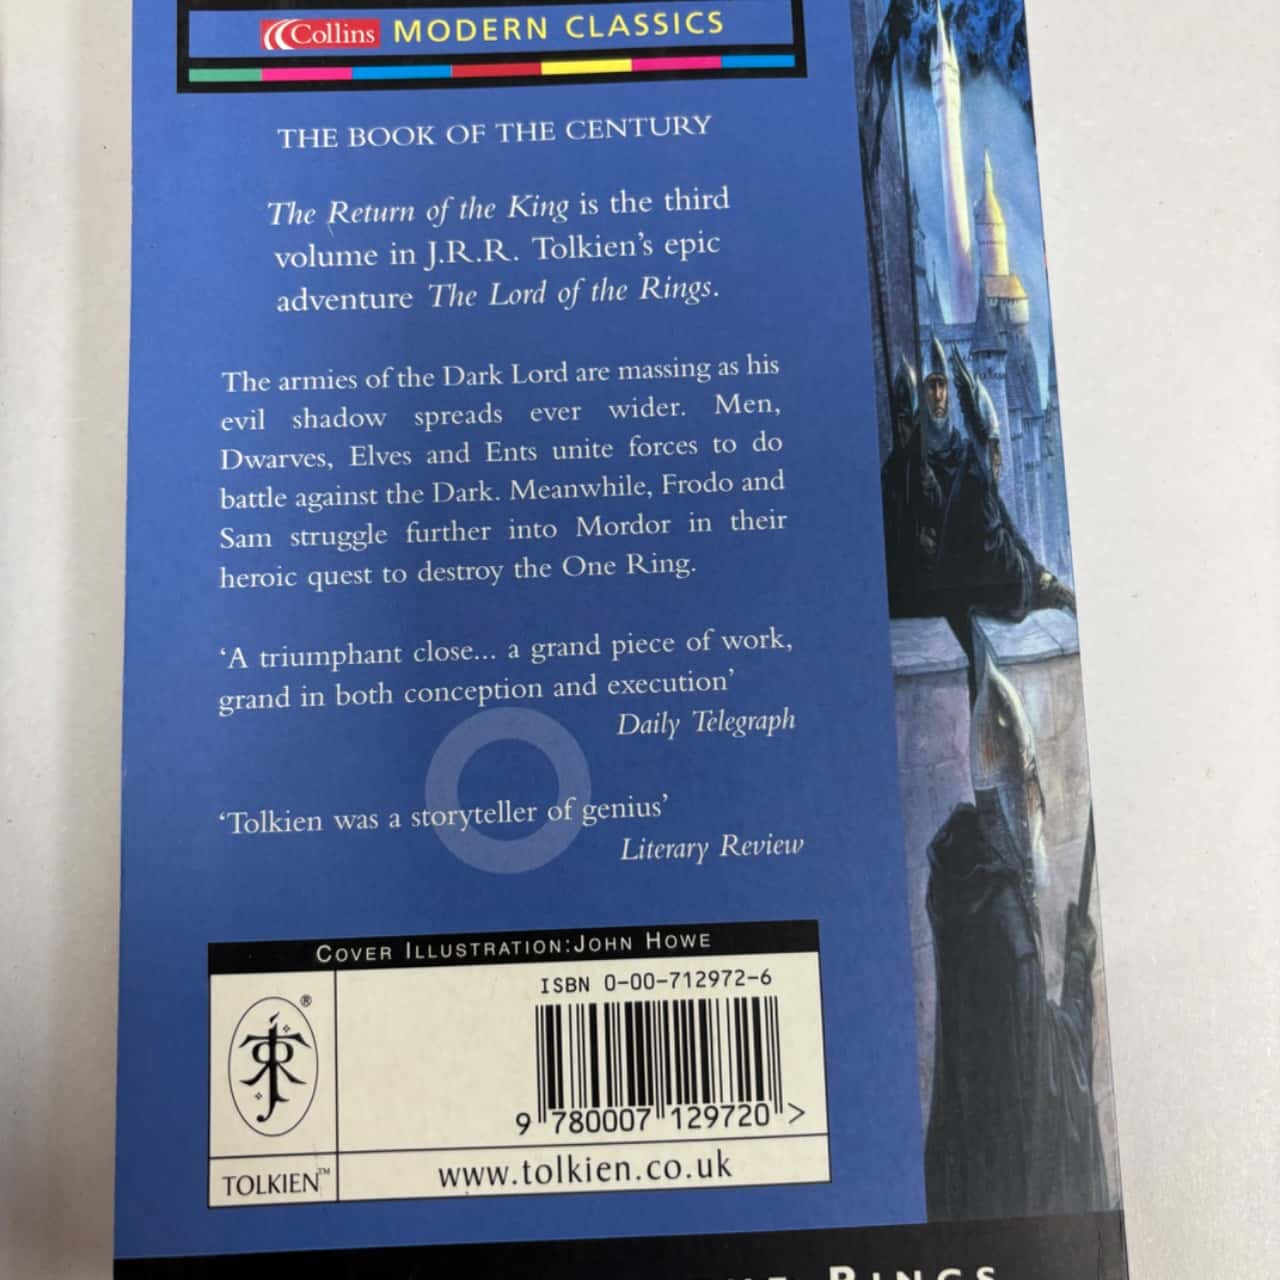 Collins MODERN CLASSICS
THE BOOK OF THE CENTURY
The Return of the King is the third
volume in J.R.R. Tolkien's epic
adventure The Lord of the Rings.
The armies of the Dark Lord are massing as his
evil shadow spreads ever wider. Men,
Dwarves, Elves and Ents unite forces to do
battle against the Dark. Meanwhile, Frodo and
Sam struggle further into Mordor in their
heroic quest to destroy the One Ring.
‘A triumphant close... a grand piece of work,
grand in both conception and execution’
Daily Telegraph
‘Tolkien was a storyteller of genius’
Literary Review
COVER ILLUSTRATION:JOHN HOWE
ISBN 0-00-712972-6
9 780007 129720 >
®
TOLKIEN™
www.tolkien.co.uk
RINGS